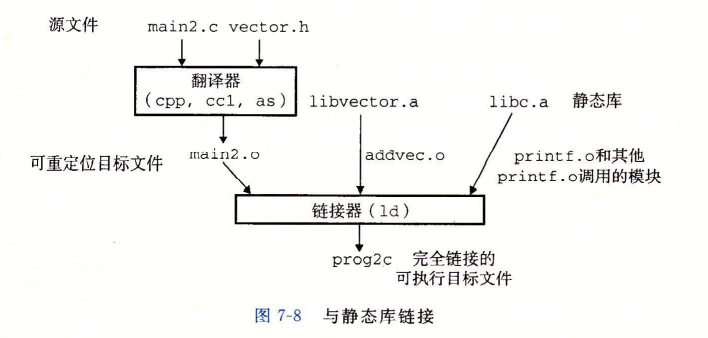 源文件 main2.c vector.h
翻译器
(cpp, cc1, as)
libvector.a
libc.a 静态库
可重定位目标文件
main2.o
addvec.o
printf.o和其他
printf.o调用的模块
链接器(ld)
prog2c 完全链接的
可执行目标文件
图 7-8 与静态库链接